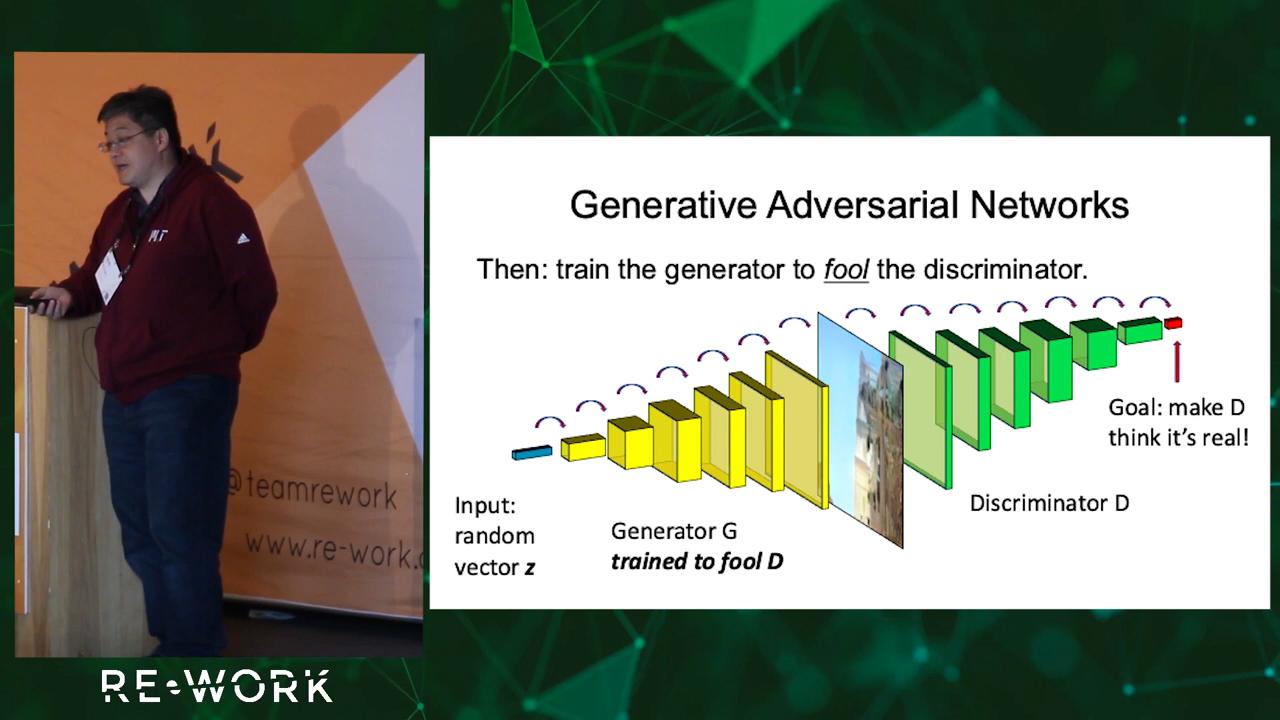 MIT
@teamrework
www.re-work.
RE•WORK
Generative Adversarial Networks
Then: train the generator to fool the discriminator.
Goal: make D
think it's real!
Discriminator D
Input:
random
vector z
Generator G
trained to fool D